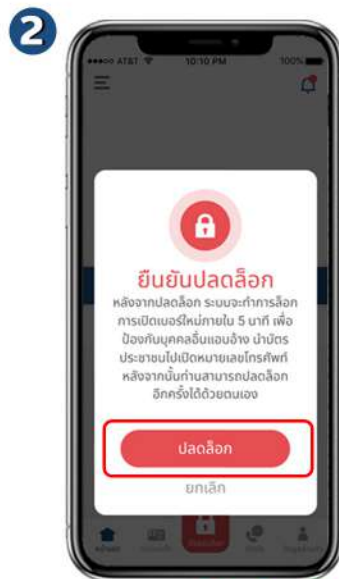 2
AT&T 10:10 PM 100%
ยืนยันปลดล็อก
หลังจากปลดล็อก ระบบจะทำการล็อก
การเปิดเบอร์ใหม่ภายใน 5 นาที เพื่อ
ป้องกันบุคคลอื่นแอบอ้าง นำบัตร
ประชาชนไปเปิดหมายเลขโทรศัพท์
หลังจากนั้นท่านสามารถปลดล็อก
อีกครั้งได้ด้วยตนเอง
ปลดล็อก
ยกเลิก
หน้าแรก